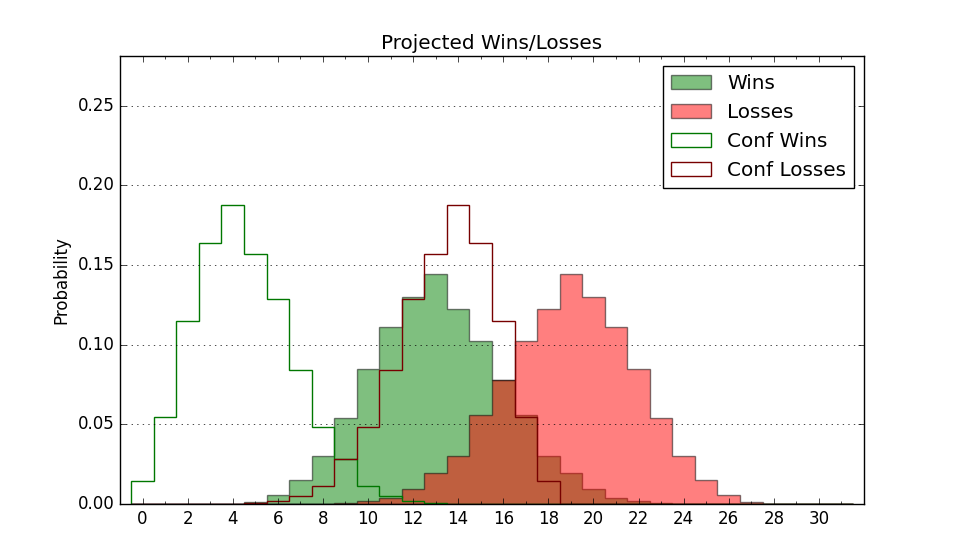 Projected Wins/Losses
Probability
0.25
0.20
0.15
0.10
0.05
0.00
0 2 4 6 8 10 12 14 16 18 20 22 24 26 28 30
Wins
Losses
Conf Wins
Conf Losses